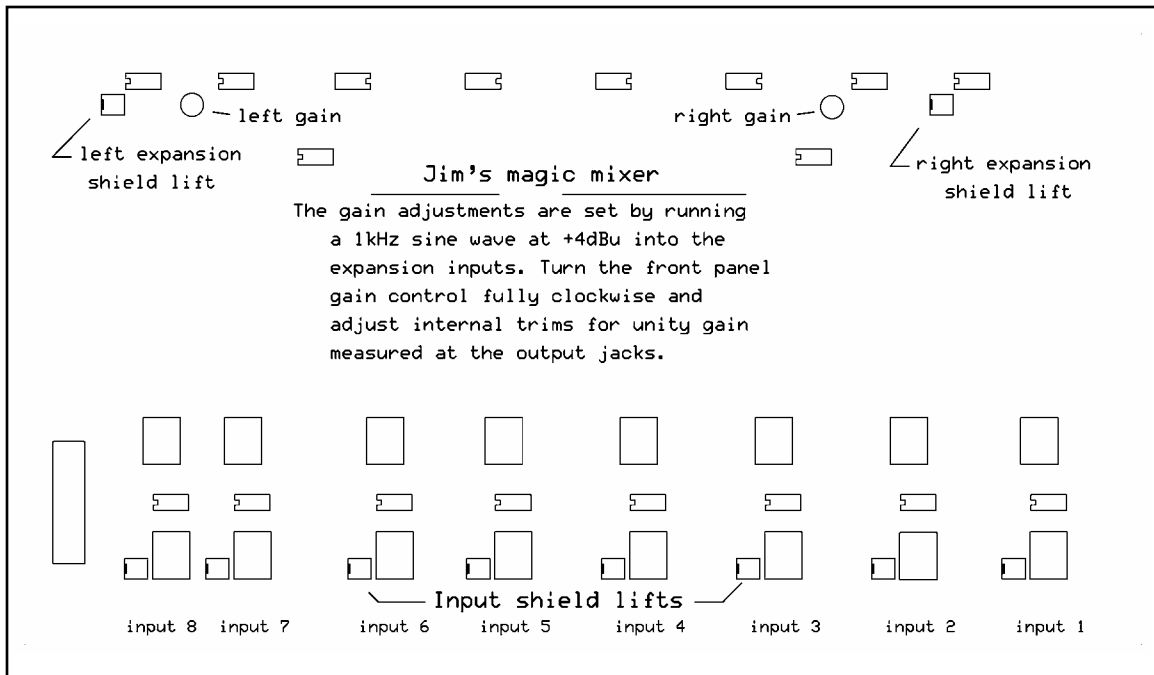 left gain
right gain
left expansion
shield lift
right expansion
shield lift
Jim's magic mixer
The gain adjustments are set by running
a 1kHz sine wave at +4dBu into the
expansion inputs. Turn the front panel
gain control fully clockwise and
adjust internal trims for unity gain
measured at the output jacks.
Input shield lifts
input 8 input 7 input 6 input 5 input 4 input 3 input 2 input 1